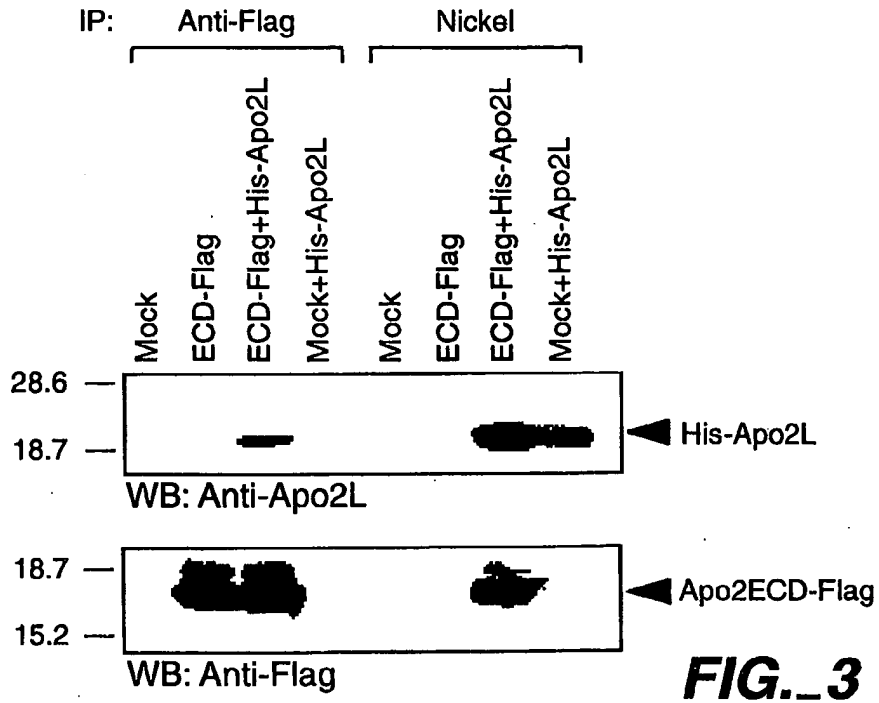 IP: Anti-Flag Nickel
Mock
ECD-Flag
ECD-Flag+His-Apo2L
Mock+His-Apo2L
Mock
ECD-Flag
ECD-Flag+His-Apo2L
Mock+His-Apo2L
28.6
18.7
His-Apo2L
WB: Anti-Apo2L
18.7
15.2
Apo2ECD-Flag
WB: Anti-Flag
FIG._3